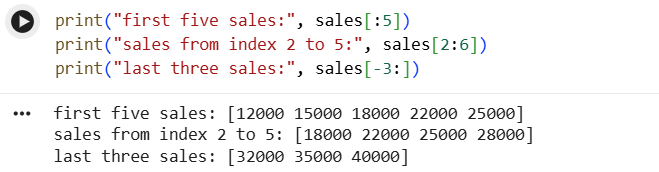 print("first five sales:", sales[:5])
print("sales from index 2 to 5:", sales[2:6])
print("last three sales:", sales[-3:])
first five sales: [12000 15000 18000 22000 25000]
sales from index 2 to 5: [18000 22000 25000 28000]
last three sales: [32000 35000 40000]